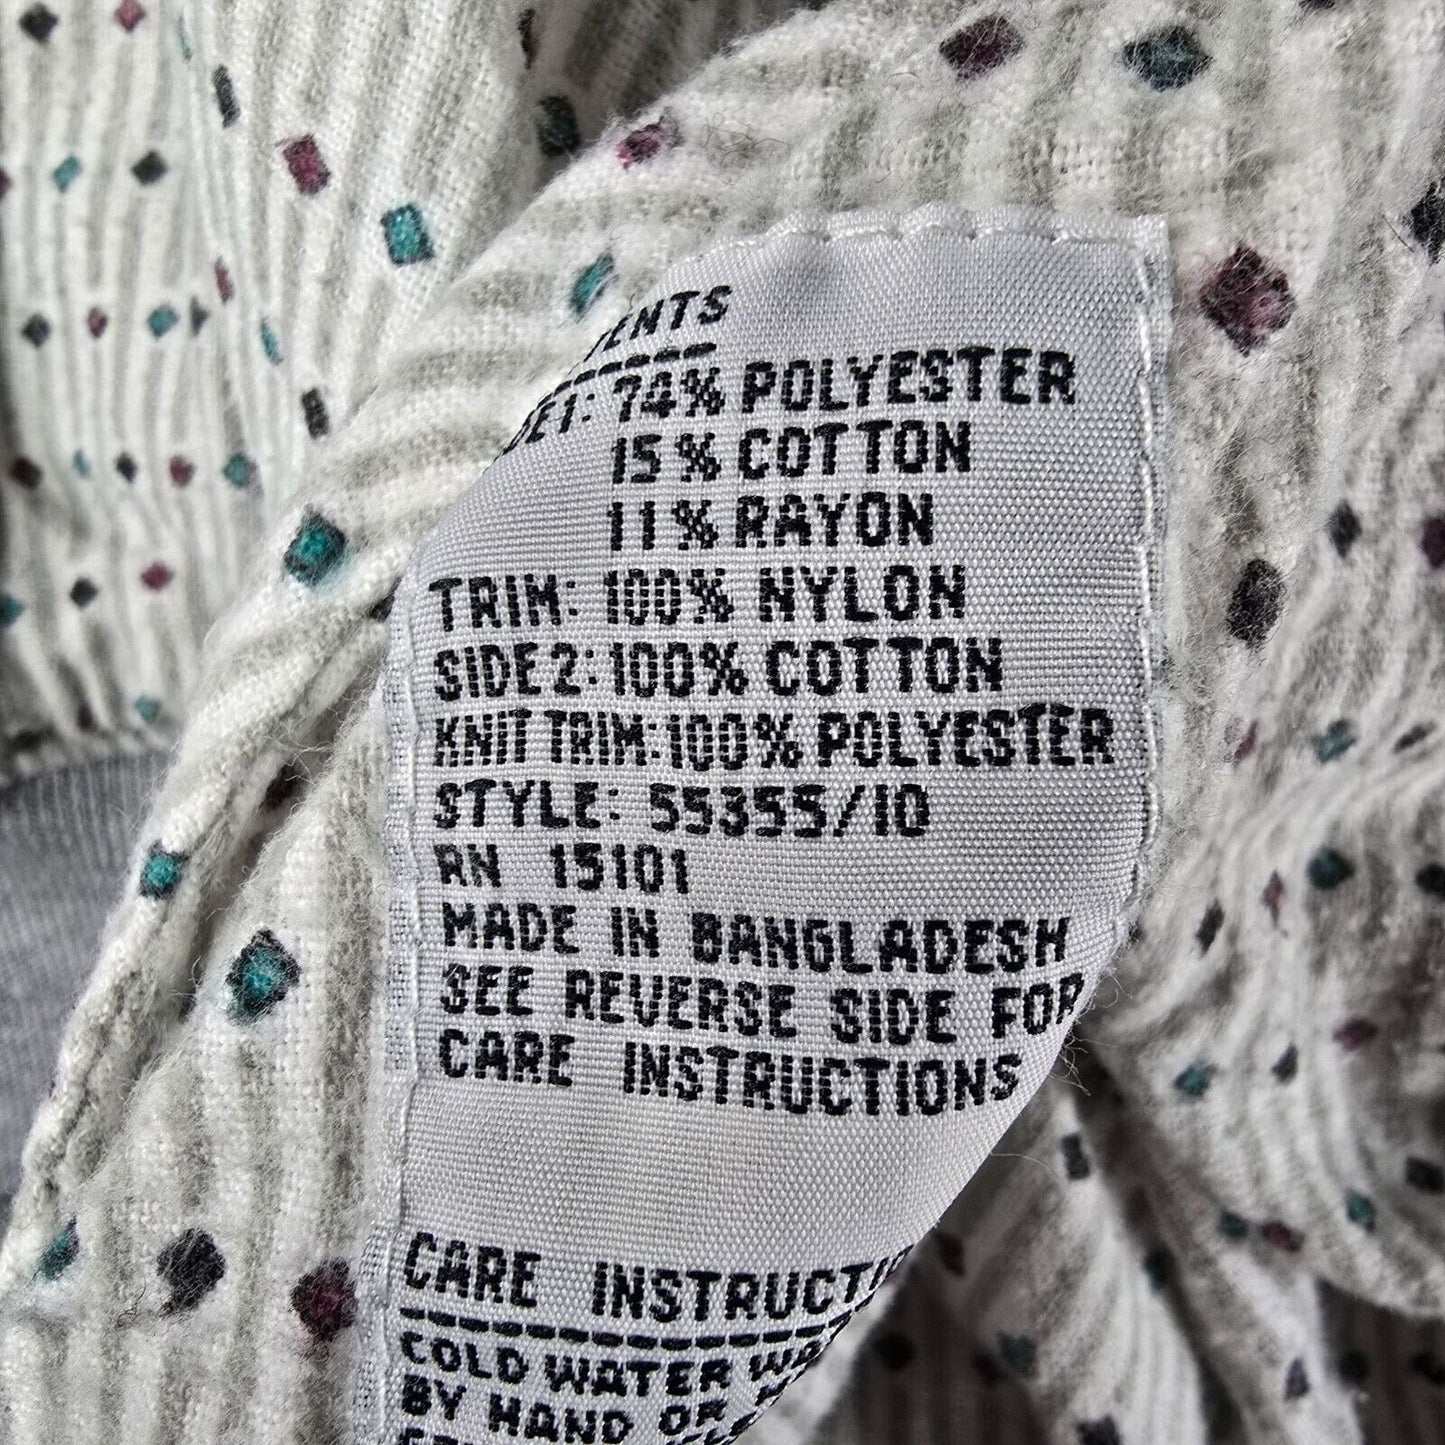 74% POLYESTER
15% COTTON
11% RAYON
TRIM: 100% NYLON
SIDE 2: 100% COTTON
KNIT TRIM: 100% POLYESTER
STYLE: 55355/10
RN 15101
MADE IN BANGLADESH
SEE REVERSE SIDE FOR
CARE INSTRUCTIONS
CARE
COLD WATER
BY HAND OR